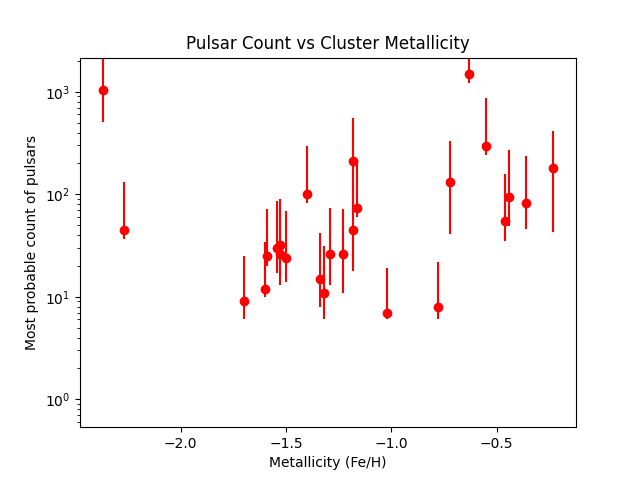 Pulsar Count vs Cluster Metallicity
Most probable count of pulsars
10³
10²
10¹
10⁰
−2.0 −1.5 −1.0 −0.5
Metallicity (Fe/H)